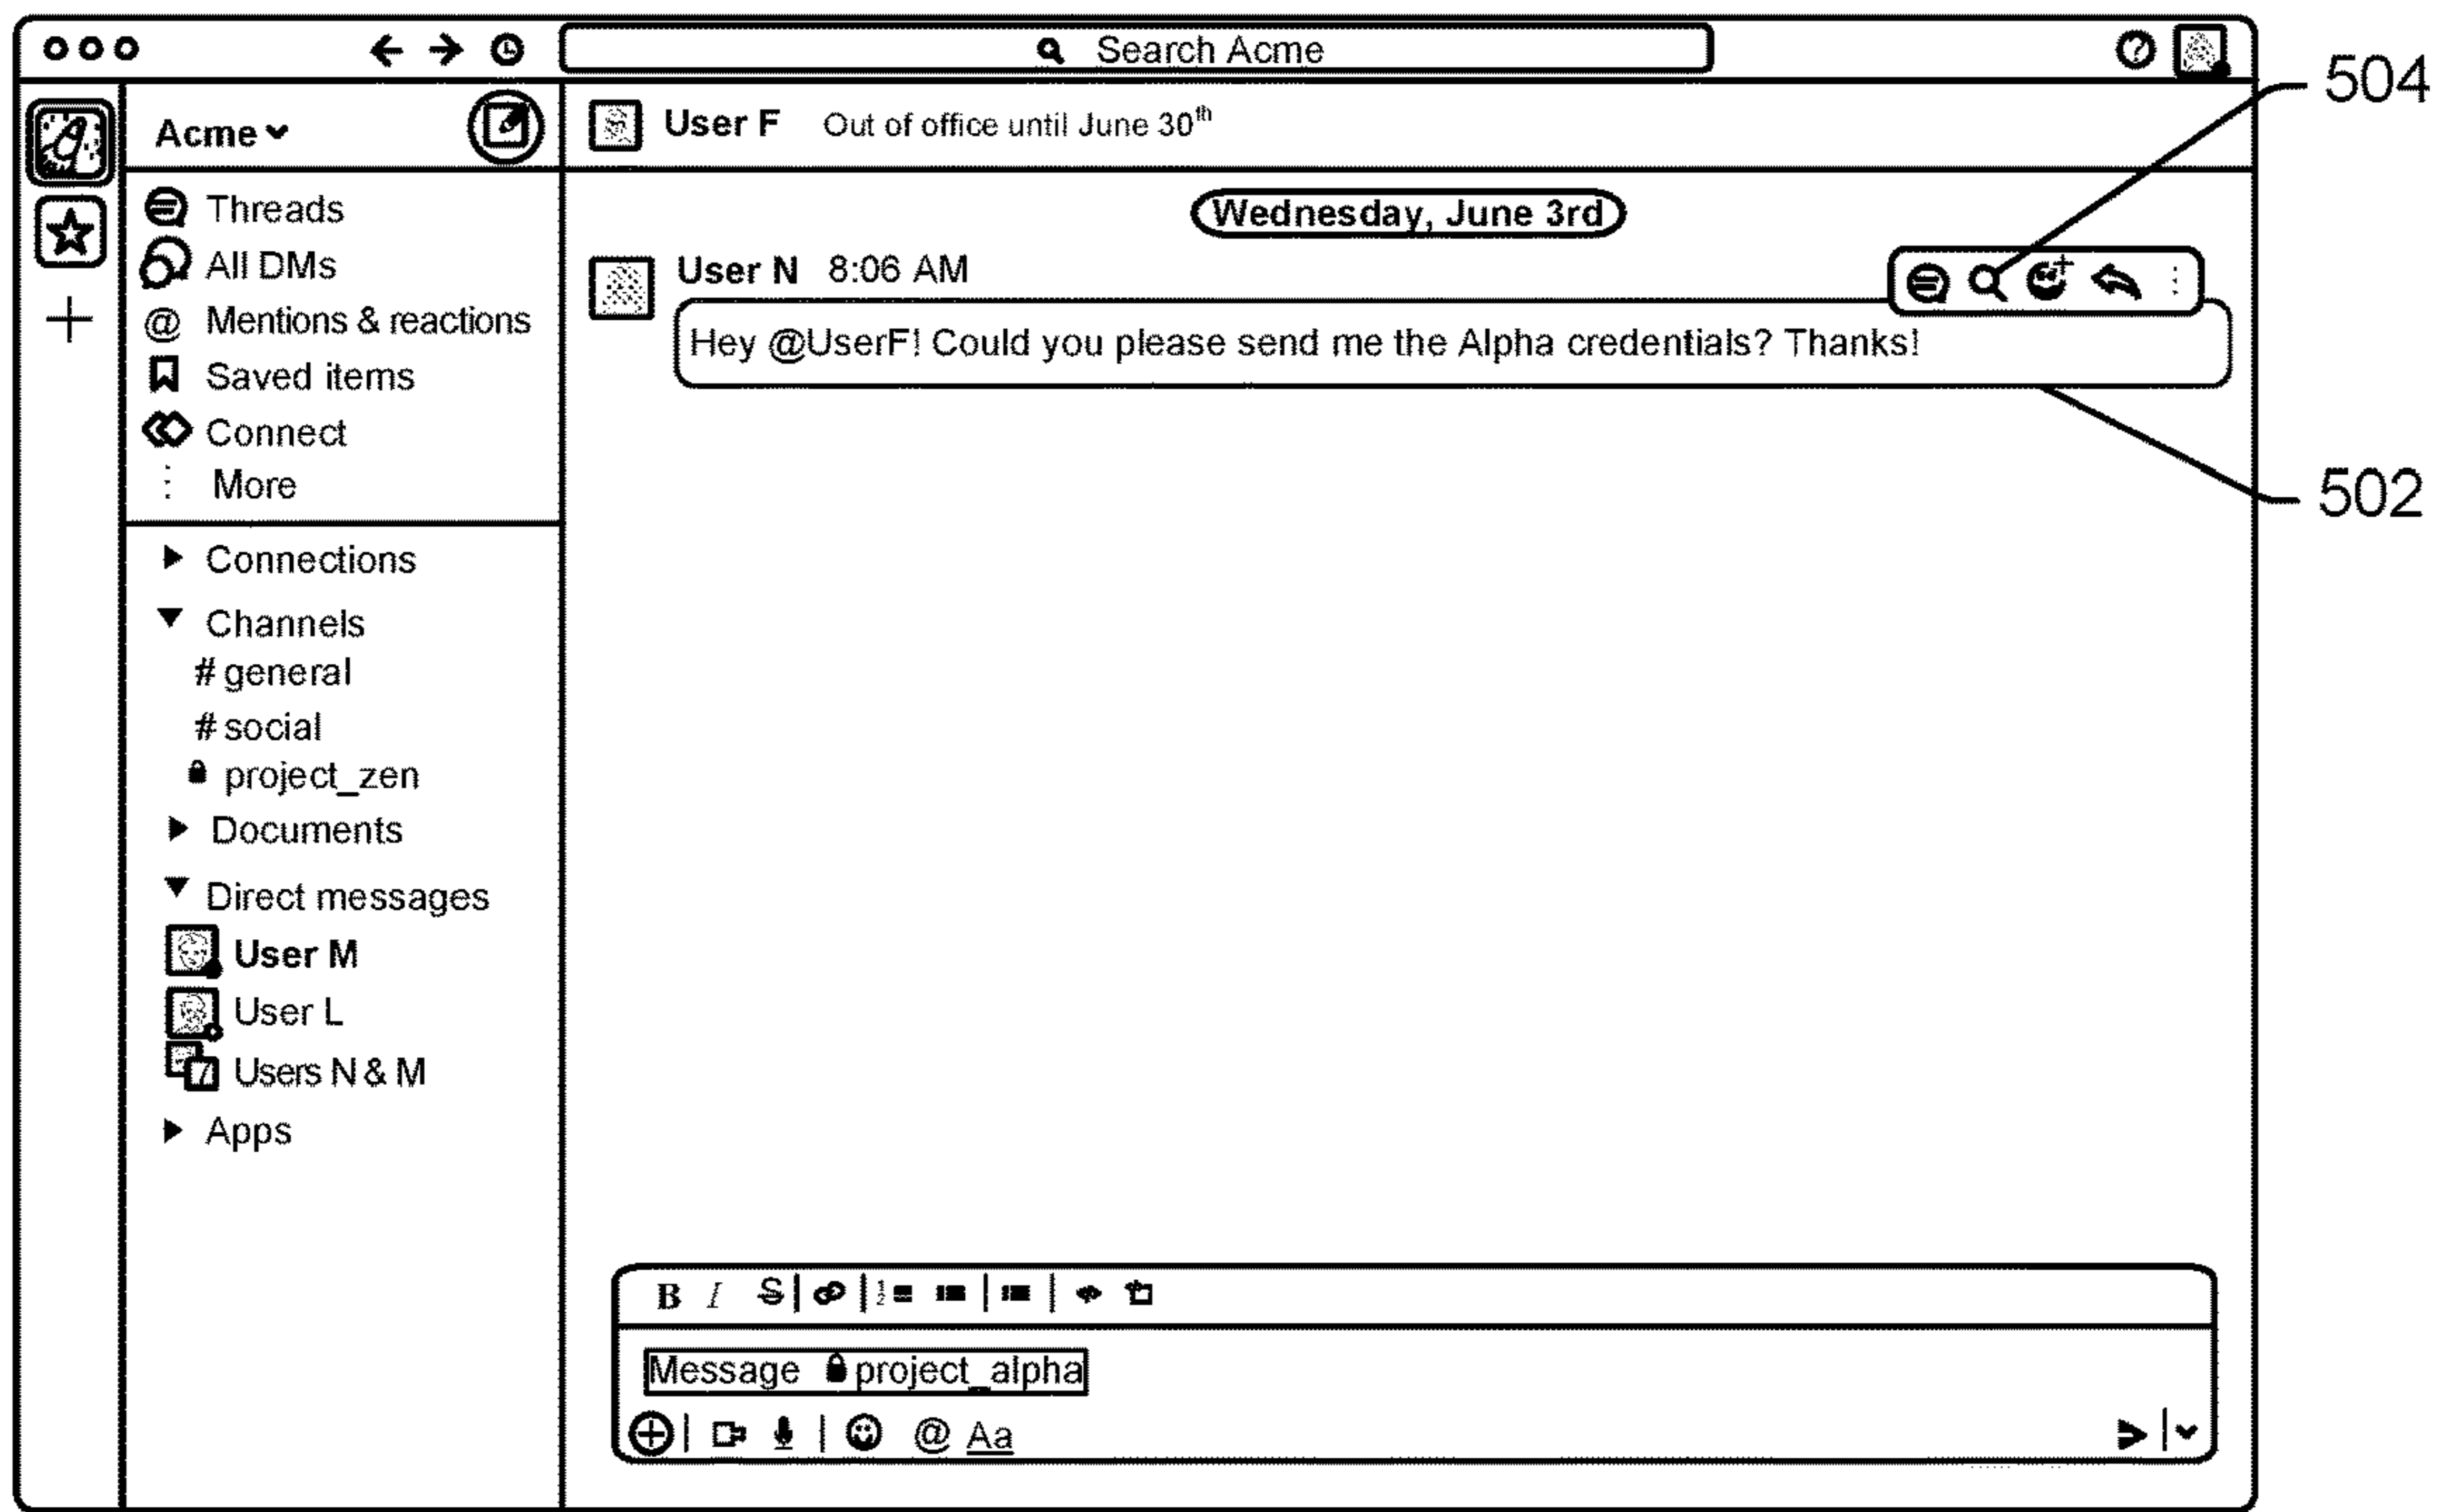 Search Acme
504
Acme
User F Out of office until June 30th
Threads
All DMs
@ Mentions & reactions
Saved items
Connect
More
Wednesday, June 3rd
User N 8:06 AM
Hey @UserF! Could you please send me the Alpha credentials? Thanks!
502
Connections
Channels
# general
# social
project_zen
Documents
Direct messages
User M
User L
7 Users N & M
Apps
B I S
Message project_alpha
@ Aa